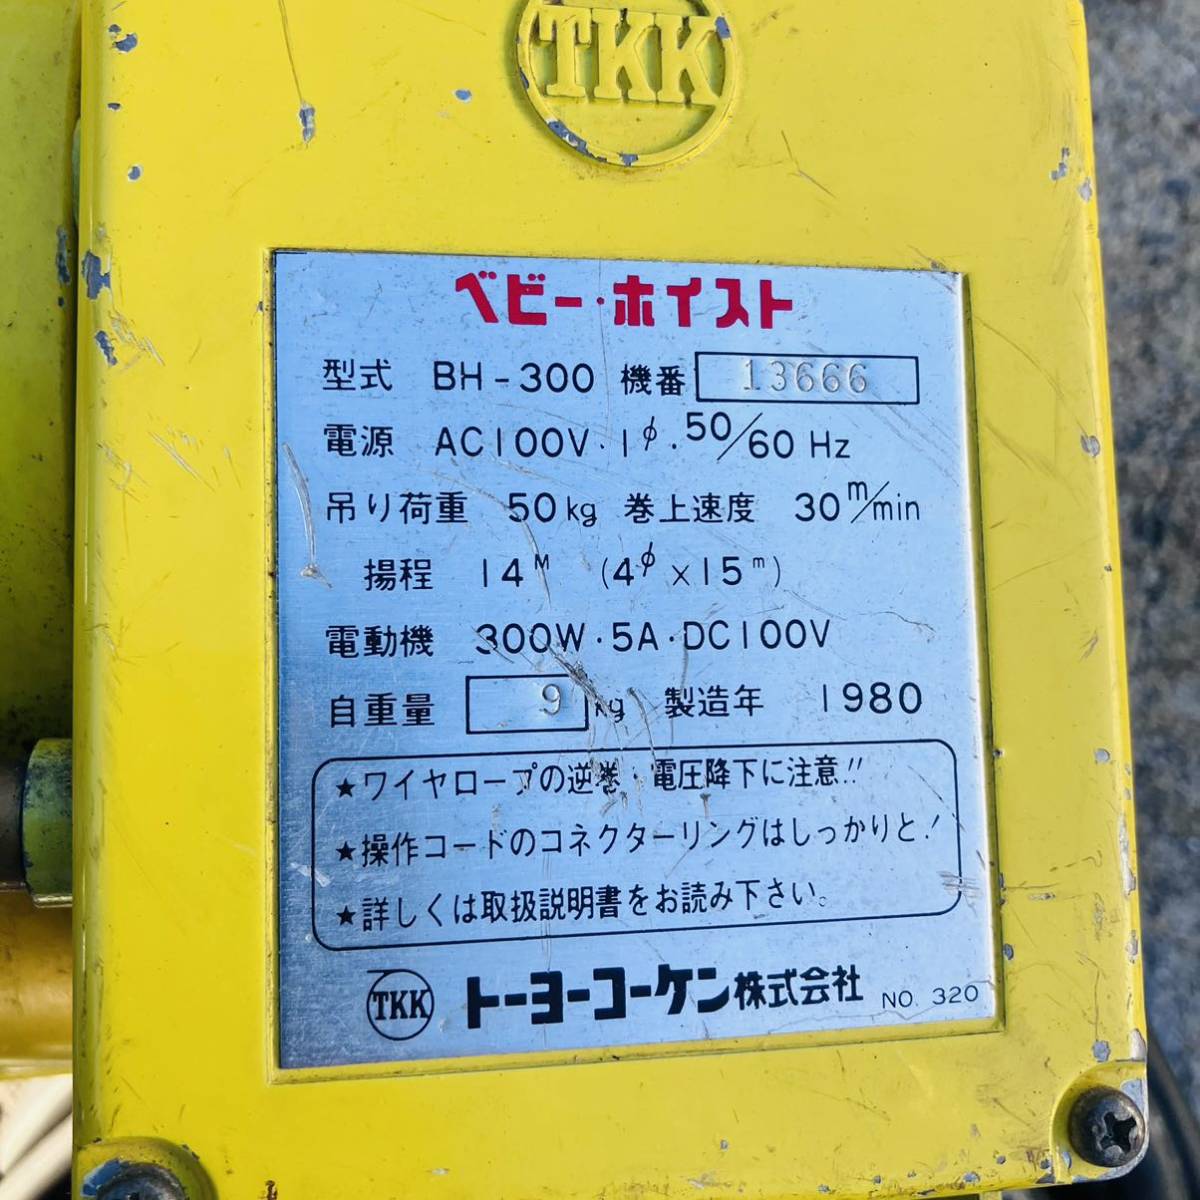 TKK
ベビー・ホイスト
型式 BH-300 機番 13666
電源 AC100V・1φ・50/60 Hz
吊り荷重 50kg 巻上速度 30m/min
揚程 14M (4φ×15m)
電動機 300W・5A・DC100V
自重量 9kg 製造年 1980
★ワイヤロープの逆巻・電圧降下に注意!!
★操作コードのコネクターリングはしっかりと!
★詳しくは取扱説明書をお読み下さい。
TKK トーヨーコーケン株式会社 NO. 320